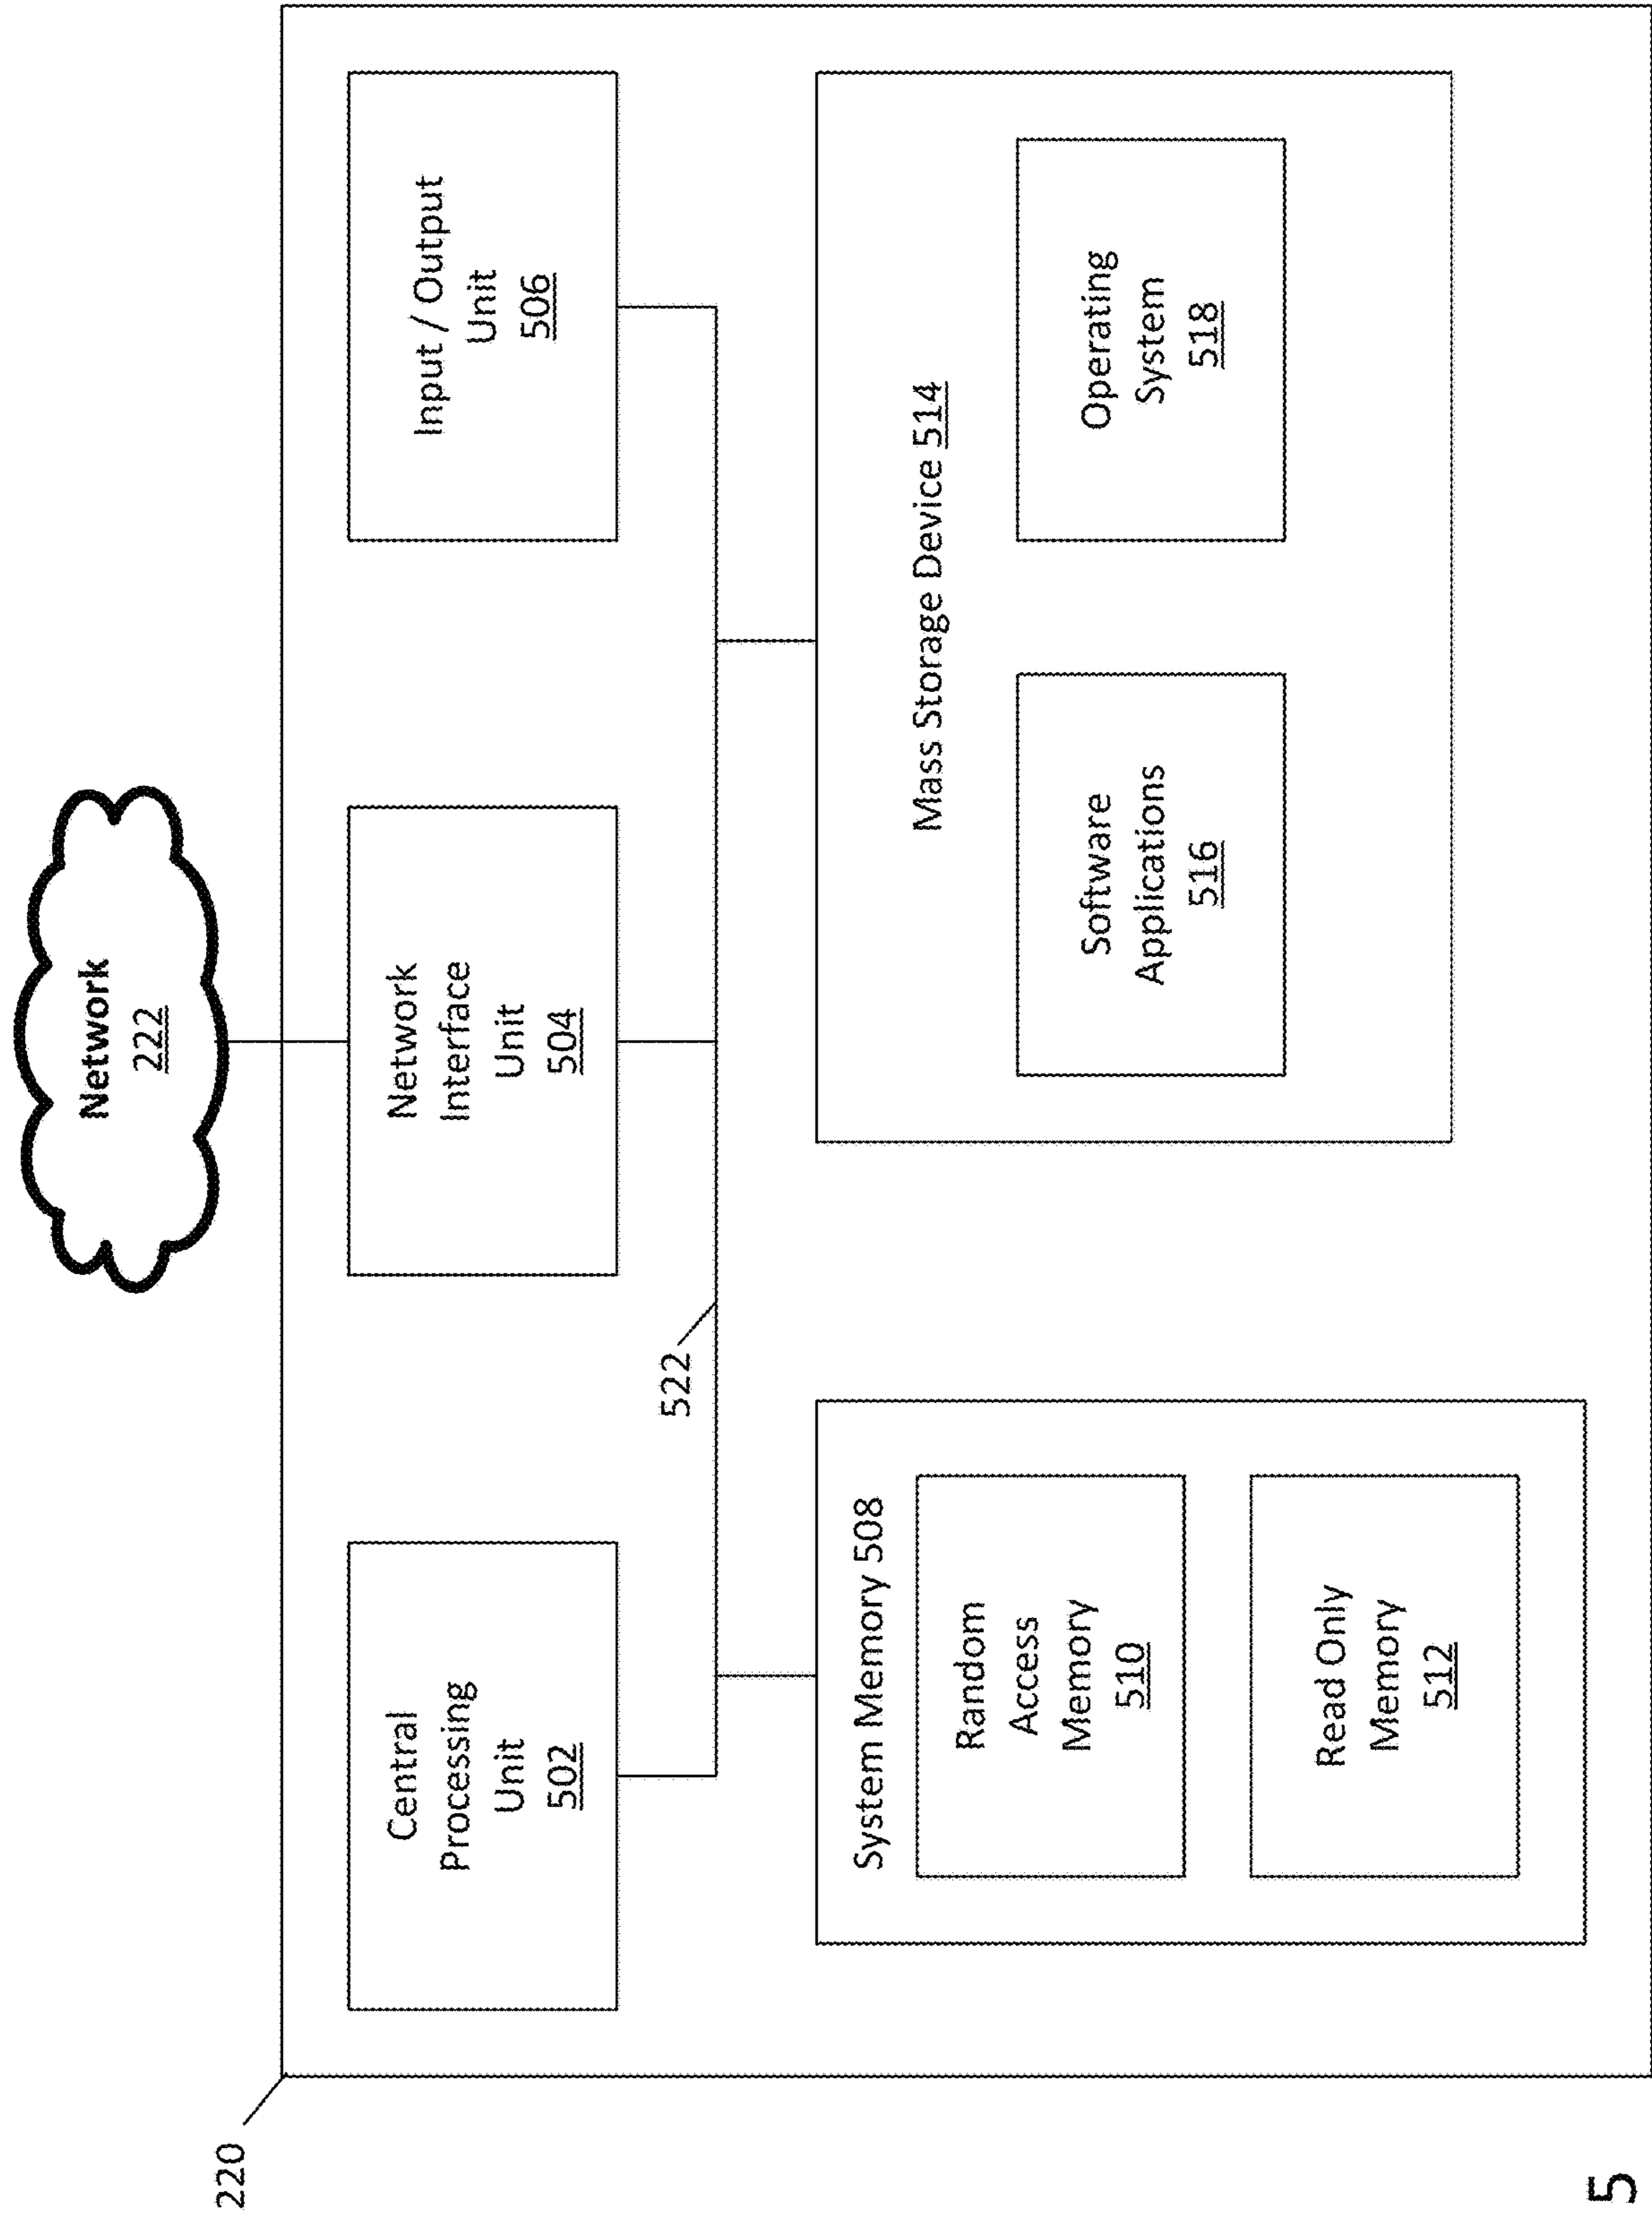 Network
222
220
Central
Processing
Unit
502
Network
Interface
Unit
504
Input / Output
Unit
506
522
System Memory 508
Random
Access
Memory
510
Read Only
Memory
512
Mass Storage Device 514
Software
Applications
516
Operating
System
518
5